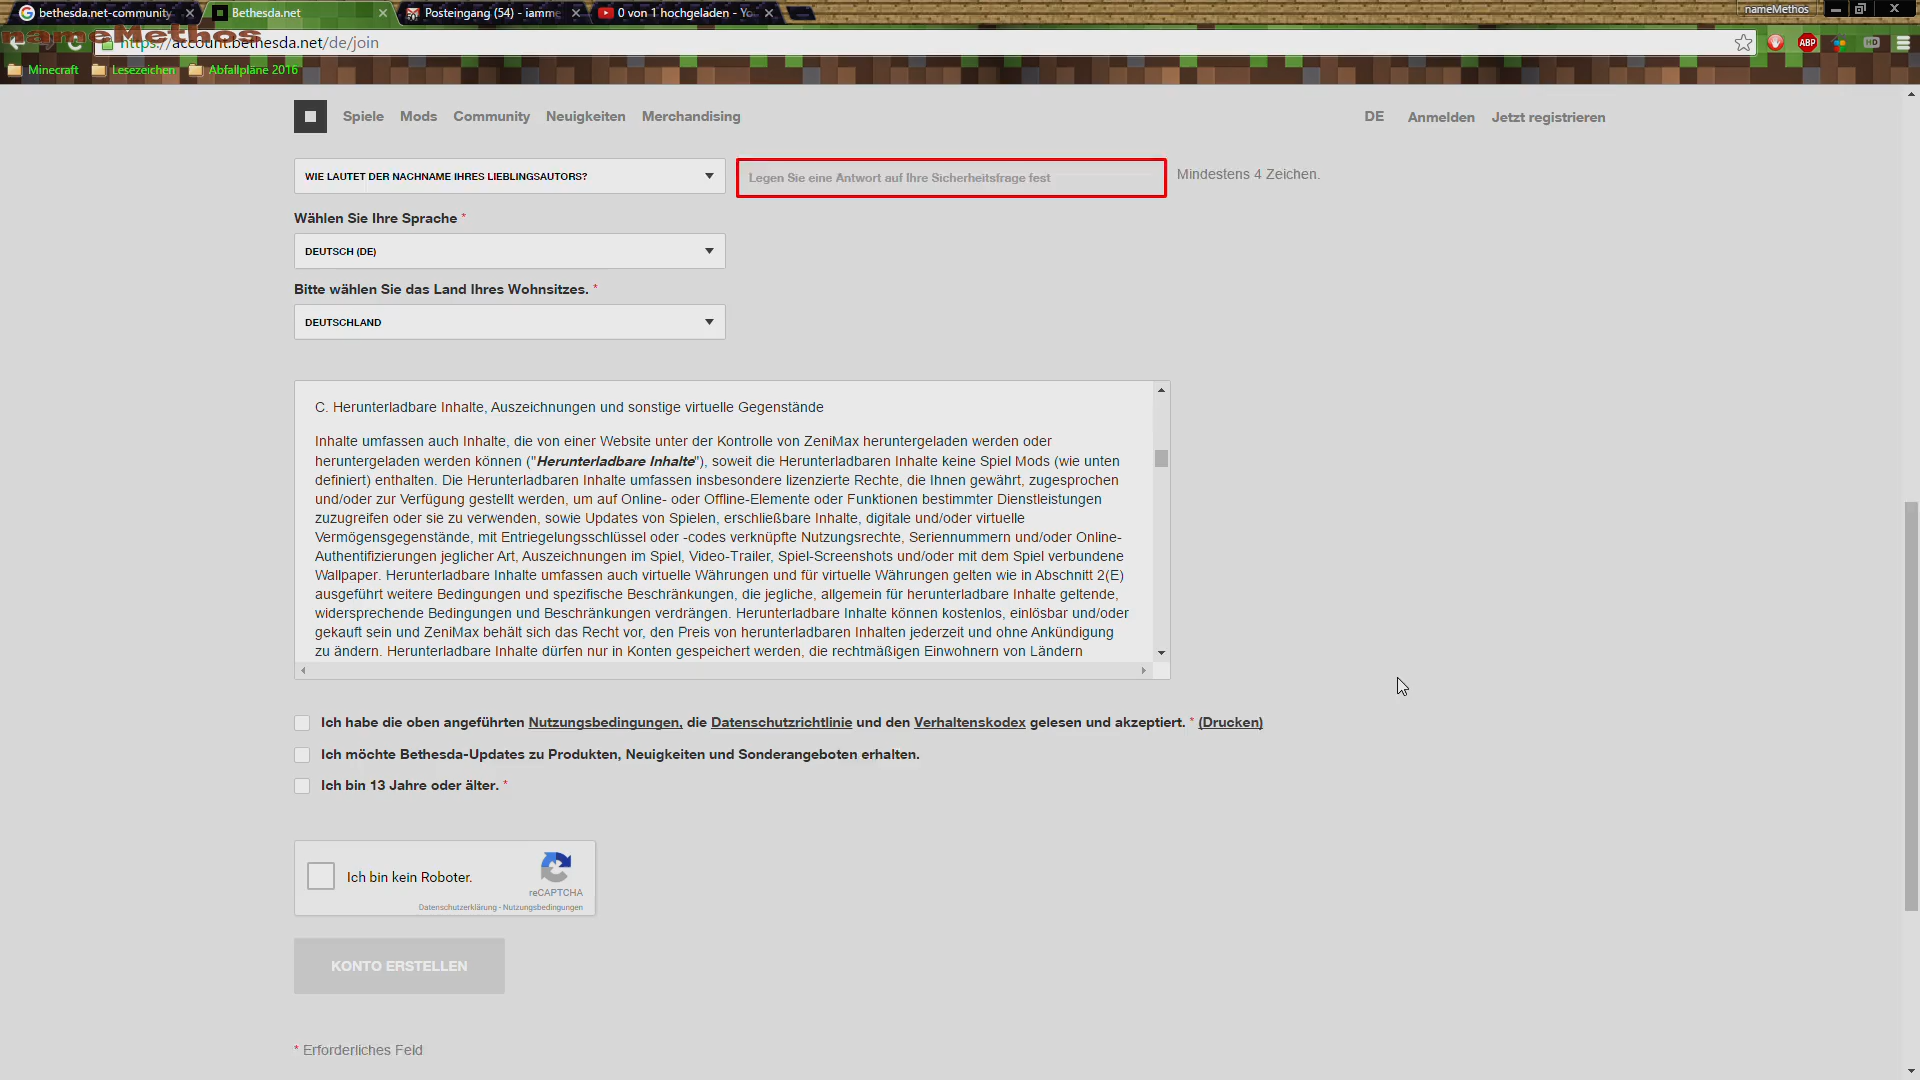 bethesda.net-community
Bethesda.net
Posteingang (54) - iamme
0 von 1 hochgeladen - Yo
nameMethos
nameMethos
https://account.bethesda.net/de/join
ABP
HD
Minecraft
Lesezeichen
Abfallpläne 2016
Spiele
Mods
Community
Neuigkeiten
Merchandising
DE
Anmelden
Jetzt registrieren
WIE LAUTET DER NACHNAME IHRES LIEBLINGSAUTORS?
Legen Sie eine Antwort auf Ihre Sicherheitsfrage fest
Mindestens 4 Zeichen.
Wählen Sie Ihre Sprache *
DEUTSCH (DE)
Bitte wählen Sie das Land Ihres Wohnsitzes. *
DEUTSCHLAND
C. Herunterladbare Inhalte, Auszeichnungen und sonstige virtuelle Gegenstände
Inhalte umfassen auch Inhalte, die von einer Website unter der Kontrolle von ZeniMax heruntergeladen werden oder
heruntergeladen werden können ("Herunterladbare Inhalte"), soweit die Herunterladbaren Inhalte keine Spiel Mods (wie unten
definiert) enthalten. Die Herunterladbaren Inhalte umfassen insbesondere lizenzierte Rechte, die Ihnen gewährt, zugesprochen
und/oder zur Verfügung gestellt werden, um auf Online- oder Offline-Elemente oder Funktionen bestimmter Dienstleistungen
zuzugreifen oder sie zu verwenden, sowie Updates von Spielen, erschließbare Inhalte, digitale und/oder virtuelle
Vermögensgegenstände, mit Entriegelungsschlüssel oder -codes verknüpfte Nutzungsrechte, Seriennummern und/oder Online-
Authentifizierungen jeglicher Art, Auszeichnungen im Spiel, Video-Trailer, Spiel-Screenshots und/oder mit dem Spiel verbundene
Wallpaper. Herunterladbare Inhalte umfassen auch virtuelle Währungen und für virtuelle Währungen gelten wie in Abschnitt 2(E)
ausgeführt weitere Bedingungen und spezifische Beschränkungen, die jegliche, allgemein für herunterladbare Inhalte geltende,
widersprechende Bedingungen und Beschränkungen verdrängen. Herunterladbare Inhalte können kostenlos, einlösbar und/oder
gekauft sein und ZeniMax behält sich das Recht vor, den Preis von herunterladbaren Inhalten jederzeit und ohne Ankündigung
zu ändern. Herunterladbare Inhalte dürfen nur in Konten gespeichert werden, die rechtmäßigen Einwohnern von Ländern
Ich habe die oben angeführten Nutzungsbedingungen, die Datenschutzrichtlinie und den Verhaltenskodex gelesen und akzeptiert. * (Drucken)
Ich möchte Bethesda-Updates zu Produkten, Neuigkeiten und Sonderangeboten erhalten.
Ich bin 13 Jahre oder älter. *
Ich bin kein Roboter.
reCAPTCHA
Datenschutzerklärung - Nutzungsbedingungen
KONTO ERSTELLEN
* Erforderliches Feld